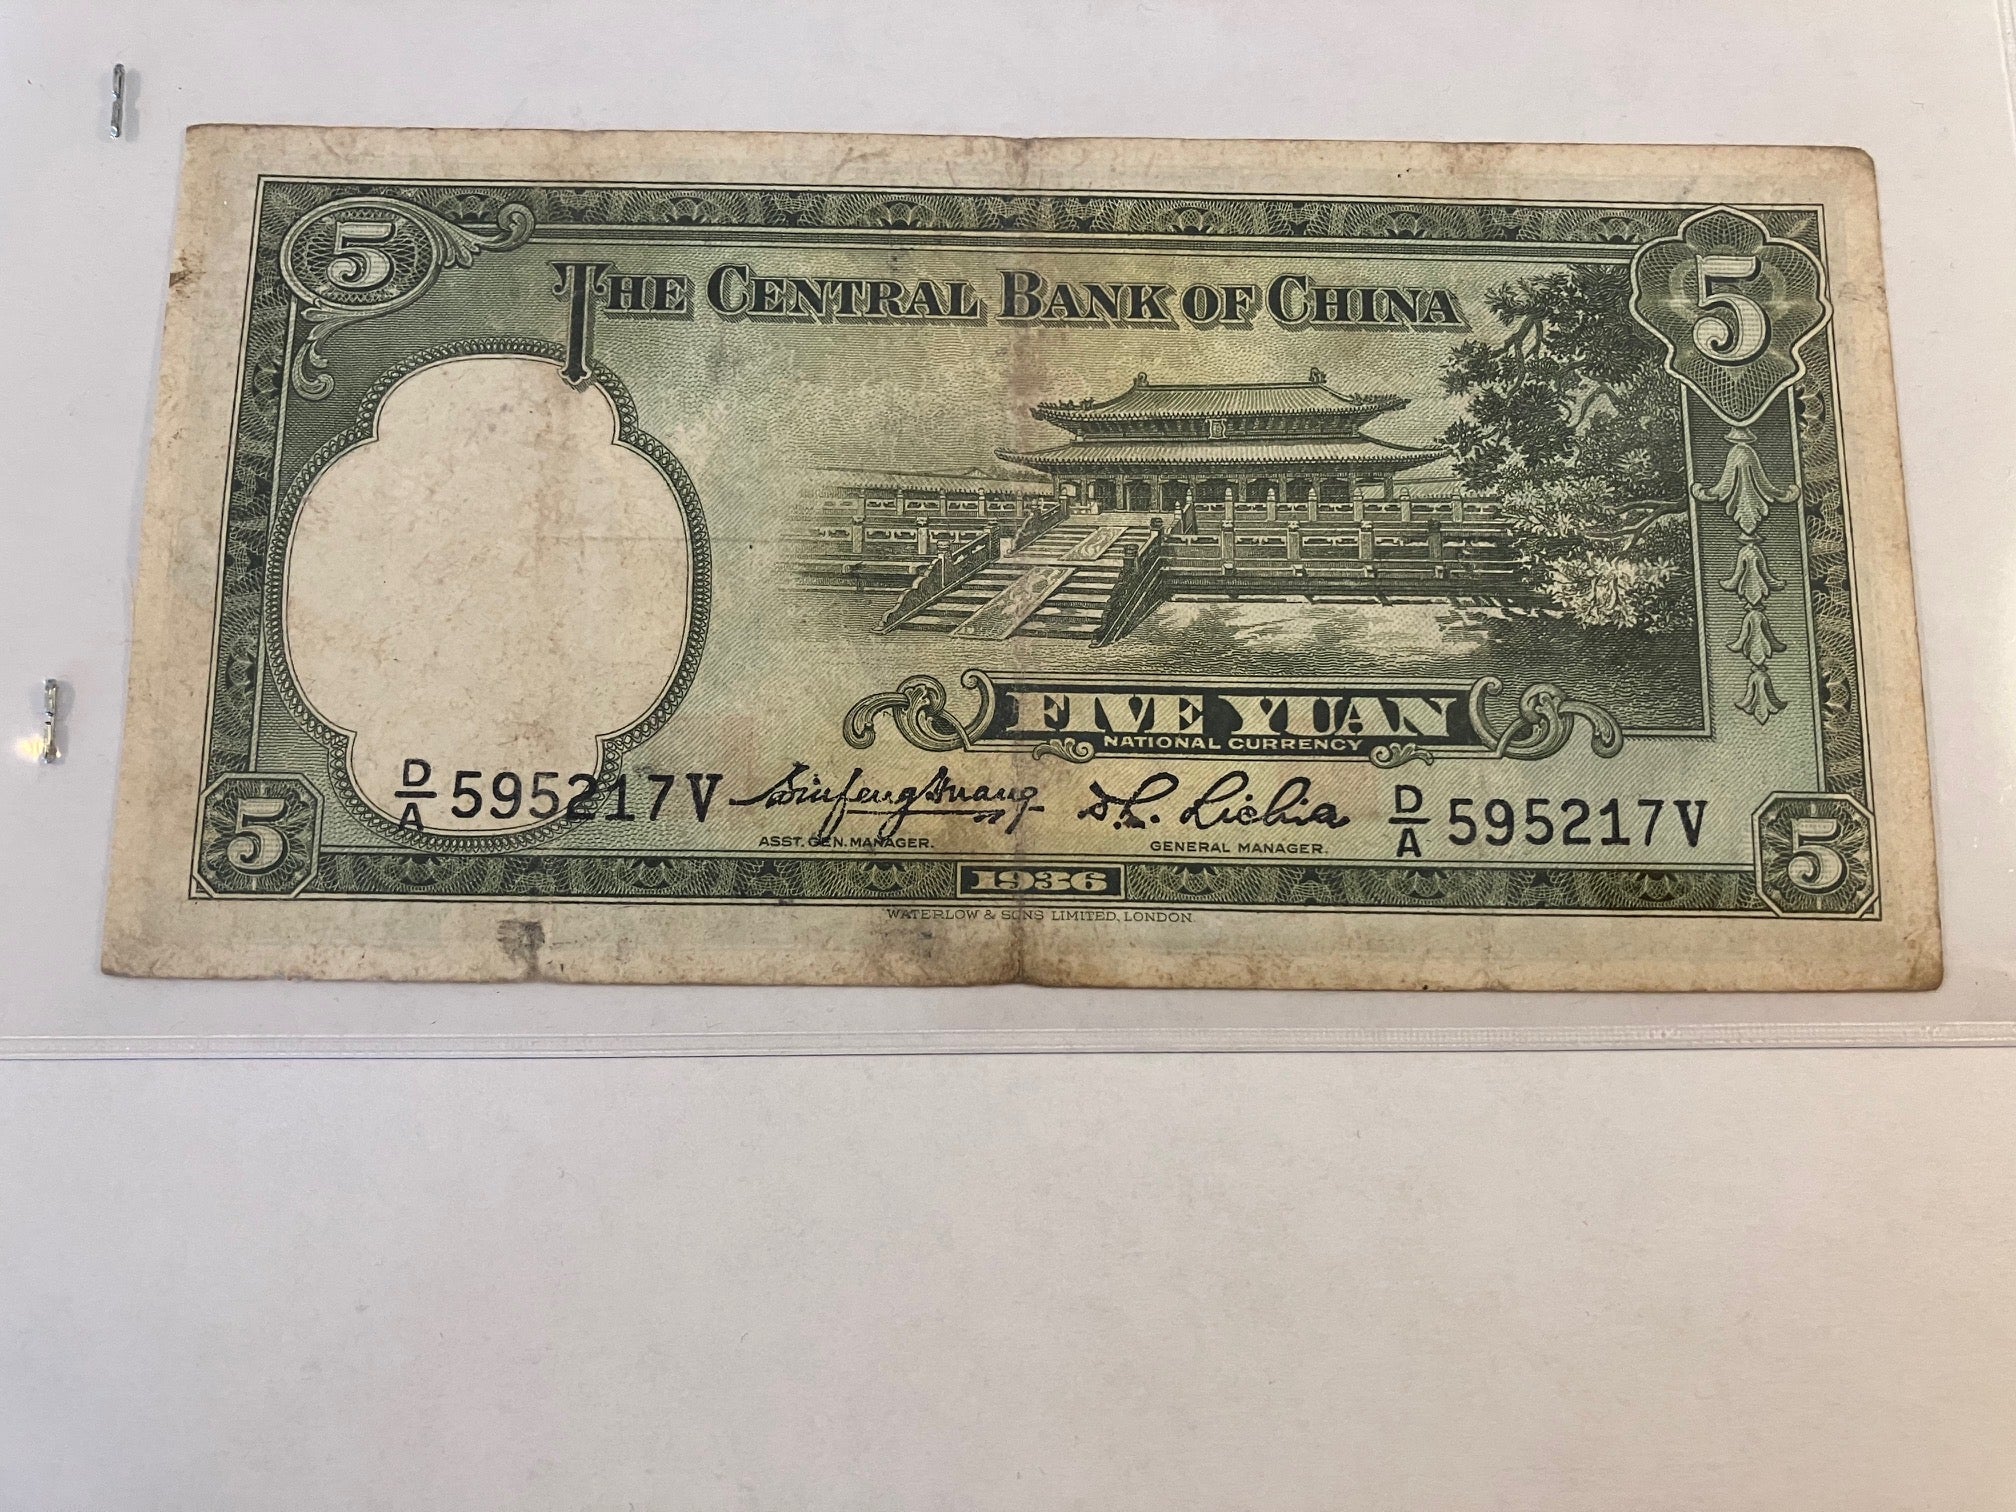 5 5
THE CENTRAL BANK OF CHINA
FIVE YUAN
NATIONAL CURRENCY
D/A 595217V D/A 595217V
ASST. GEN. MANAGER. GENERAL MANAGER.
5 1936 5
WATERLOW & SONS LIMITED, LONDON.